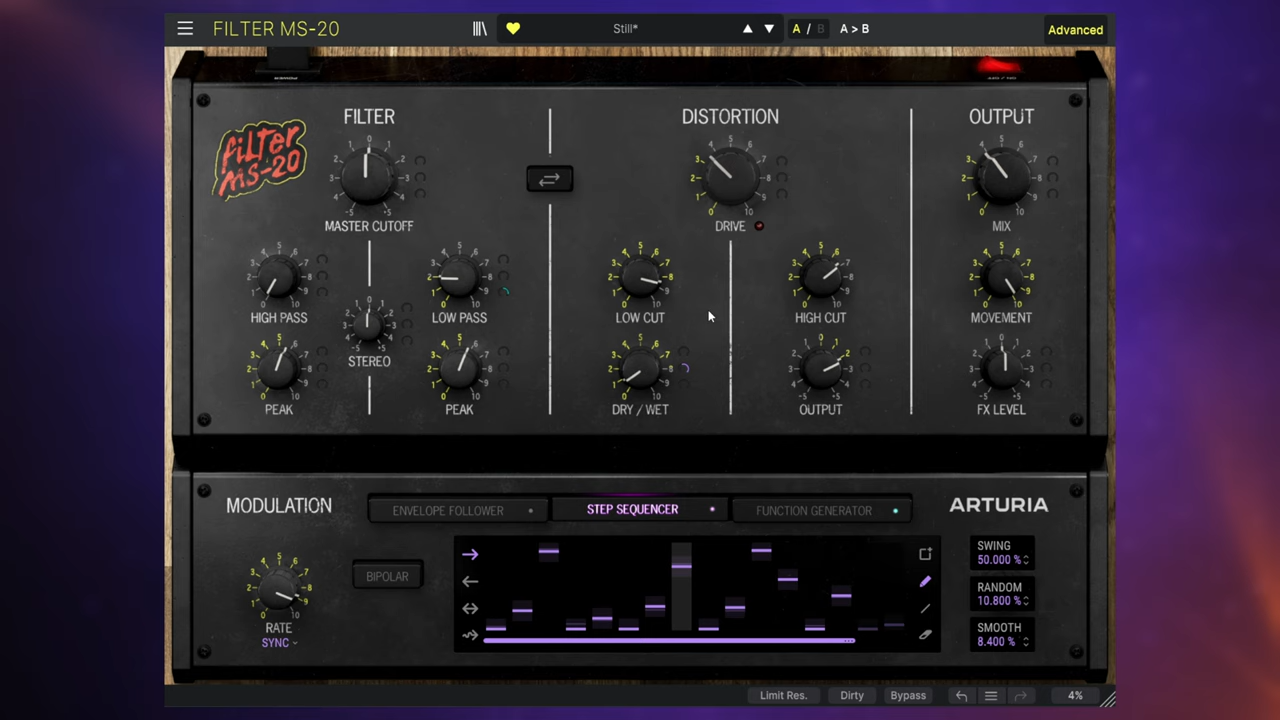 FILTER MS-20
Still*
A / B
A > B
Advanced
POWER
FILTER
DISTORTION
OUTPUT
FILTER MS-20
MASTER CUTOFF
DRIVE
MIX
HIGH PASS
LOW PASS
LOW CUT
HIGH CUT
MOVEMENT
STEREO
PEAK
PEAK
DRY / WET
OUTPUT
FX LEVEL
MODULATION
ENVELOPE FOLLOWER
STEP SEQUENCER
FUNCTION GENERATOR
ARTURIA
BIPOLAR
RATE
SYNC
SWING
50.000 %
RANDOM
10.800 %
SMOOTH
8.400 %
Limit Res.
Dirty
Bypass
4%